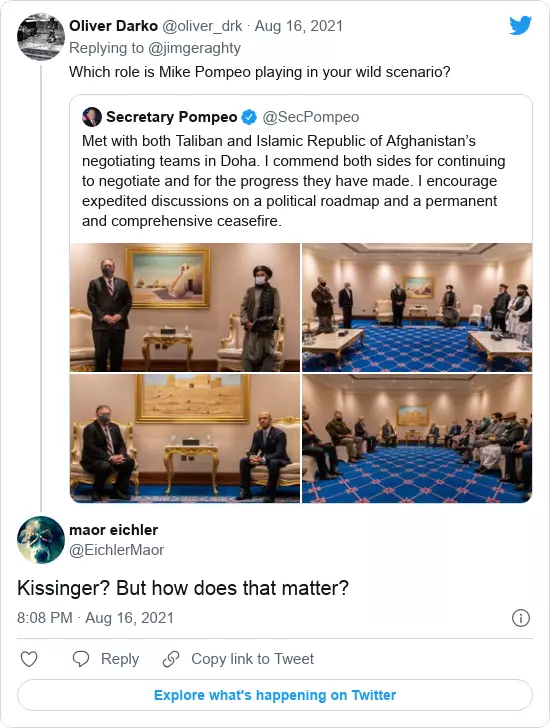 Oliver Darko @oliver_drk · Aug 16, 2021
Replying to @jimgeraghty
Which role is Mike Pompeo playing in your wild scenario?
Secretary Pompeo @SecPompeo
Met with both Taliban and Islamic Republic of Afghanistan’s
negotiating teams in Doha. I commend both sides for continuing
to negotiate and for the progress they have made. I encourage
expedited discussions on a political roadmap and a permanent
and comprehensive ceasefire.
maor eichler
@EichlerMaor
Kissinger? But how does that matter?
8:08 PM · Aug 16, 2021
Reply
Copy link to Tweet
Explore what's happening on Twitter